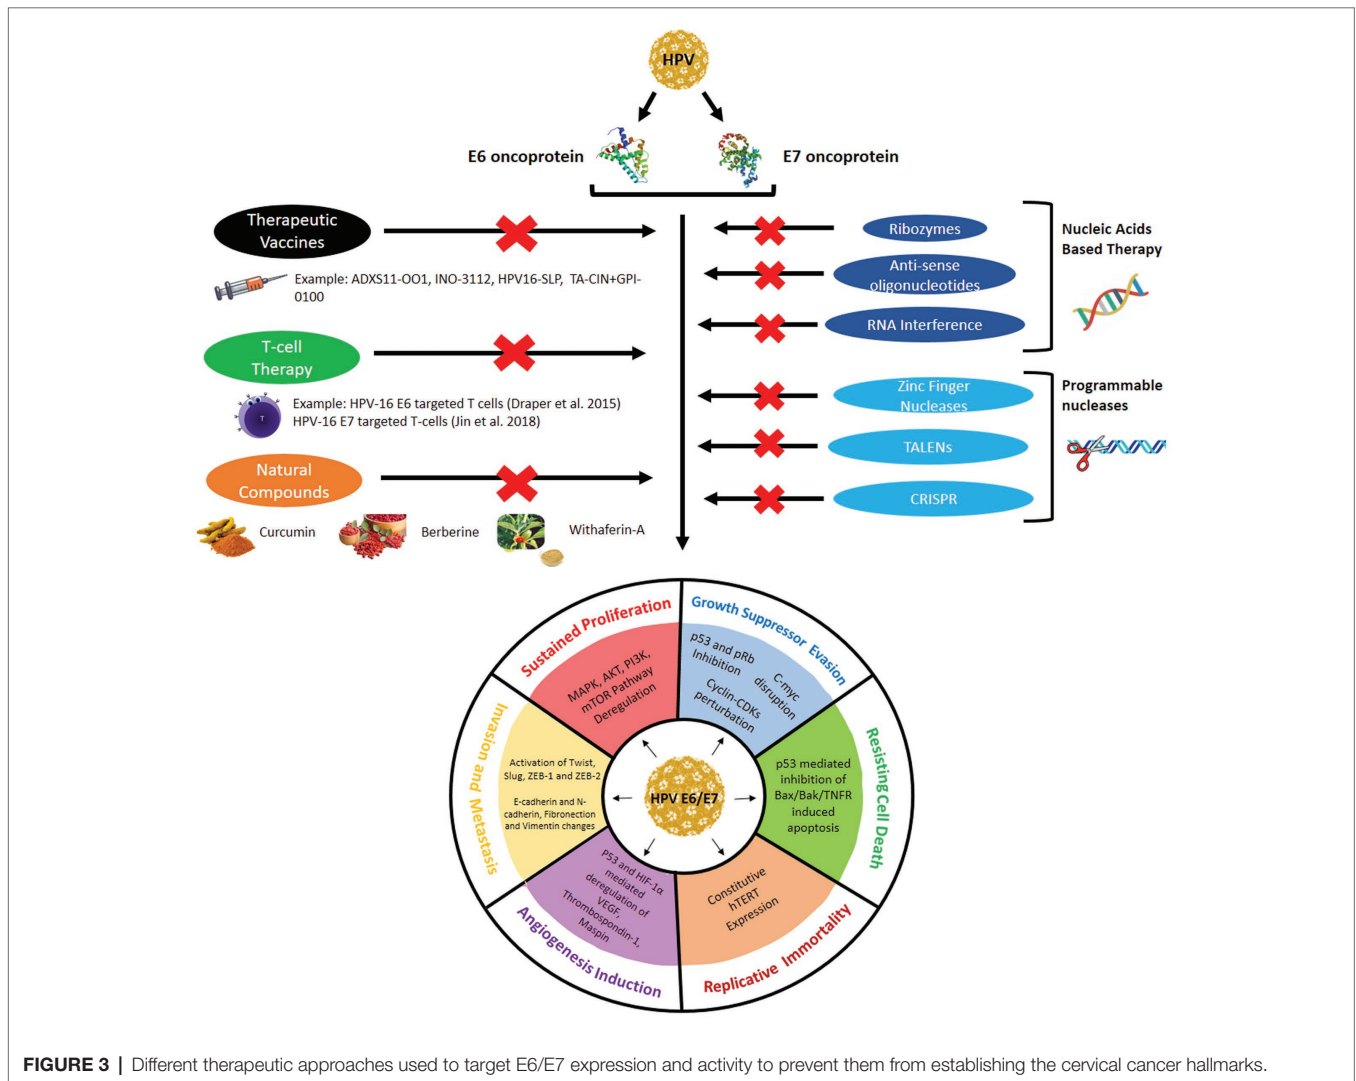 HPV
E6 oncoprotein
E7 oncoprotein
Therapeutic
Vaccines
Example: ADXS11-OO1, INO-3112, HPV16-SLP, TA-CIN+GPI-
0100
T-cell
Therapy
Example: HPV-16 E6 targeted T cells (Draper et al. 2015)
HPV-16 E7 targeted T-cells (Jin et al. 2018)
T
Natural
Compounds
Curcumin
Berberine
Withaferin-A
Ribozymes
Anti-sense
oligonucleotides
RNA Interference
Nucleic Acids
Based Therapy
Zinc Finger
Nucleases
TALENs
CRISPR
Programmable
nucleases
Sustained Proliferation
MAPK, AKT, PI3K,
mTOR Pathway
Deregulation
Growth Suppressor Evasion
p53 and pRb
Inhibition
C-myc
disruption
Cyclin-CDKs
perturbation
Resisting Cell Death
p53 mediated
inhibition of
Bax/Bak/TNFR
induced
apoptosis
Replicative Immortality
Constitutive
hTERT
Expression
Angiogenesis Induction
P53 and HIF-1α
mediated
deregulation of
VEGF,
Thrombospondin-1,
Maspin
Invasion and Metastasis
Activation of Twist,
Slug, ZEB-1 and ZEB-2
E-cadherin and N-
cadherin, Fibronection
and Vimentin changes
HPV E6/E7
FIGURE 3 | Different therapeutic approaches used to target E6/E7 expression and activity to prevent them from establishing the cervical cancer hallmarks.